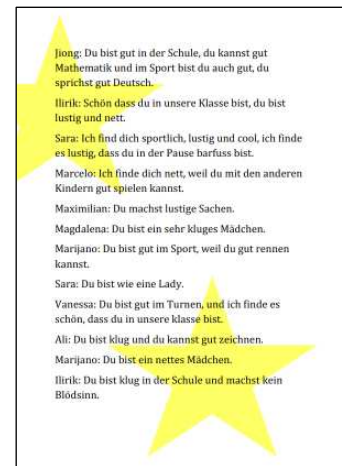 Jiong: Du bist gut in der Schule, du kannst gut
Mathematik und im Sport bist du auch gut, du
sprichst gut Deutsch.
Ilirik: Schön dass du in unsere Klasse bist, du bist
lustig und nett.
Sara: Ich find dich sportlich, lustig und cool, ich finde
es lustig, dass du in der Pause barfuss bist.
Marcelo: Ich finde dich nett, weil du mit den anderen
Kindern gut spielen kannst.
Maximilian: Du machst lustige Sachen.
Magdalena: Du bist ein sehr kluges Mädchen.
Marijano: Du bist gut im Sport, weil du gut rennen
kannst.
Sara: Du bist wie eine Lady.
Vanessa: Du bist gut im Turnen, und ich finde es
schön, dass du in unsere klasse bist.
Ali: Du bist klug und du kannst gut zeichnen.
Marijano: Du bist ein nettes Mädchen.
Ilirik: Du bist klug in der Schule und machst kein
Blödsinn.